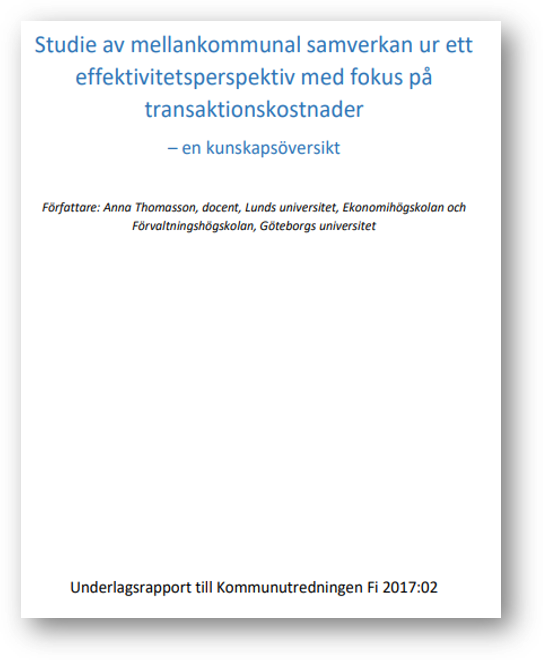 Studie av mellankommunal samverkan ur ett
effektivitetsperspektiv med fokus på
transaktionskostnader
– en kunskapsöversikt
Författare: Anna Thomasson, docent, Lunds universitet, Ekonomihögskolan och
Förvaltningshögskolan, Göteborgs universitet
Underlagsrapport till Kommunutredningen Fi 2017:02